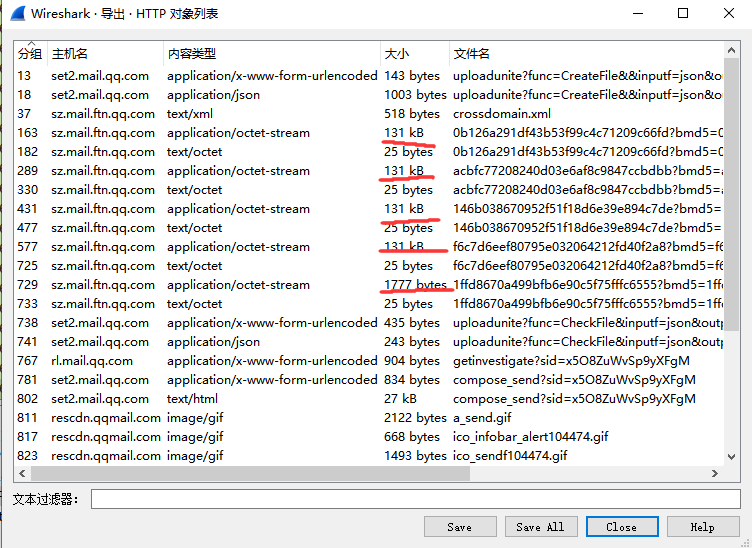 Wireshark · 导出 · HTTP 对象列表
分组 主机名 内容类型 大小 文件名
13 set2.mail.qq.com application/x-www-form-urlencoded 143 bytes uploadunite?func=CreateFile&&inputf=json&ou
18 set2.mail.qq.com application/json 1003 bytes uploadunite?func=CreateFile&&inputf=json&ou
37 sz.mail.ftn.qq.com text/xml 518 bytes crossdomain.xml
163 sz.mail.ftn.qq.com application/octet-stream 131 kB 0b126a291df43b53f99c4c71209c66fd?bmd5=0
182 sz.mail.ftn.qq.com text/octet 25 bytes 0b126a291df43b53f99c4c71209c66fd?bmd5=0
289 sz.mail.ftn.qq.com application/octet-stream 131 kB acbfc77208240d03e6af8c9847ccbdbb?bmd5=a
330 sz.mail.ftn.qq.com text/octet 25 bytes acbfc77208240d03e6af8c9847ccbdbb?bmd5=a
431 sz.mail.ftn.qq.com application/octet-stream 131 kB 146b038670952f51f18d6e39e894c7de?bmd5=
477 sz.mail.ftn.qq.com text/octet 25 bytes 146b038670952f51f18d6e39e894c7de?bmd5=
577 sz.mail.ftn.qq.com application/octet-stream 131 kB f6c7d6eef80795e032064212fd40f2a8?bmd5=f6
725 sz.mail.ftn.qq.com text/octet 25 bytes f6c7d6eef80795e032064212fd40f2a8?bmd5=f6
729 sz.mail.ftn.qq.com application/octet-stream 1777 bytes 1ffd8670a499bfb6e90c5f75fffc6555?bmd5=1ffd
733 sz.mail.ftn.qq.com text/octet 25 bytes 1ffd8670a499bfb6e90c5f75fffc6555?bmd5=1ffd
738 set2.mail.qq.com application/x-www-form-urlencoded 435 bytes uploadunite?func=CheckFile&inputf=json&outp
741 set2.mail.qq.com application/json 243 bytes uploadunite?func=CheckFile&inputf=json&outp
767 rl.mail.qq.com application/x-www-form-urlencoded 904 bytes getinvestigate?sid=x5O8ZuWvSp9yXFgM
781 set2.mail.qq.com application/x-www-form-urlencoded 834 bytes compose_send?sid=x5O8ZuWvSp9yXFgM
802 set2.mail.qq.com text/html 27 kB compose_send?sid=x5O8ZuWvSp9yXFgM
811 rescdn.qqmail.com image/gif 2122 bytes a_send.gif
817 rescdn.qqmail.com image/gif 668 bytes ico_infobar_alert104474.gif
823 rescdn.qqmail.com image/gif 1493 bytes ico_sendf104474.gif
文本过滤器:
Save Save All Close Help